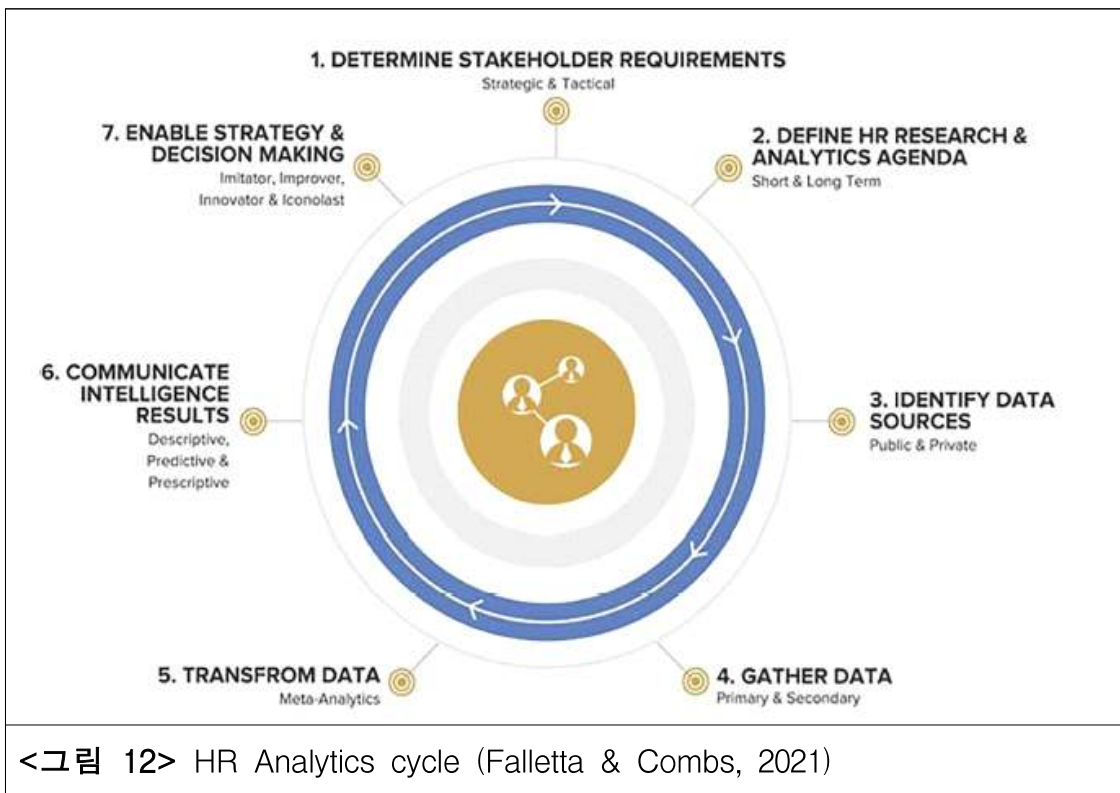 1. DETERMINE STAKEHOLDER REQUIREMENTS
Strategic & Tactical
2. DEFINE HR RESEARCH &
ANALYTICS AGENDA
Short & Long Term
3. IDENTIFY DATA
SOURCES
Public & Private
4. GATHER DATA
Primary & Secondary
5. TRANSFROM DATA
Meta-Analytics
6. COMMUNICATE
INTELLIGENCE
RESULTS
Descriptive,
Predictive &
Prescriptive
7. ENABLE STRATEGY &
DECISION MAKING
Imitator, Improver,
Innovator & Iconolast
<그림 12> HR Analytics cycle (Falletta & Combs, 2021)